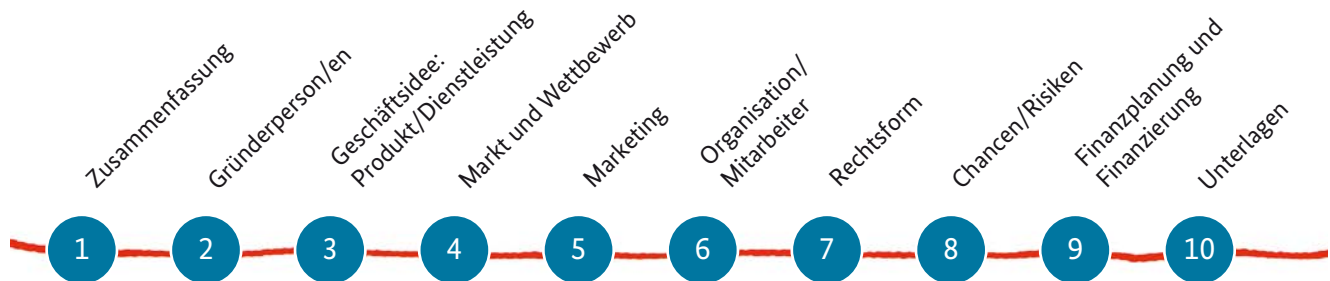 Zusammenfassung
Gründerperson/en
Geschäftsidee:
Produkt/Dienstleistung
Markt und Wettbewerb
Marketing
Organisation/
Mitarbeiter
Rechtsform
Chancen/Risiken
Finanzplanung und
Finanzierung
Unterlagen
1
2
3
4
5
6
7
8
9
10